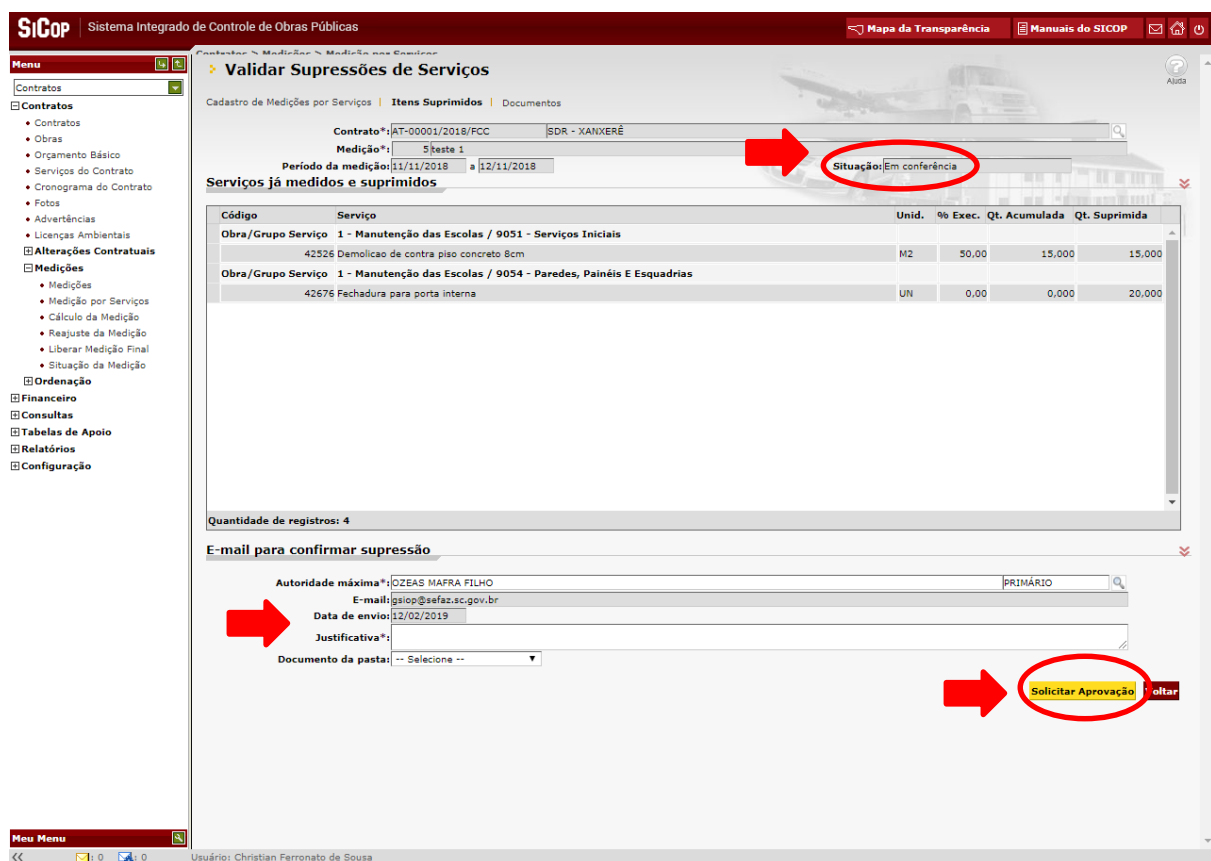 SICOP Sistema Integrado de Controle de Obras Públicas Mapa da Transparência Manuais do SICOP
Menu
Contratos
Contratos
Contratos
Obras
Orçamento Básico
Serviços do Contrato
Cronograma do Contrato
Fotos
Advertências
Licenças Ambientais
Alterações Contratuais
Medições
Medições
Medição por Serviços
Cálculo da Medição
Reajuste da Medição
Liberar Medição Final
Situação da Medição
Ordenação
Financeiro
Consultas
Tabelas de Apoio
Relatórios
Configuração
Meu Menu
: 0 : 0
Contratos > Medições > Medição por Serviços
Validar Supressões de Serviços
Ajuda
Cadastro de Medições por Serviços | Itens Suprimidos | Documentos
Contrato*: AT-00001/2018/FCC SDR - XANXERÊ
Medição*: 5 teste 1
Período da medição: 11/11/2018 a 12/11/2018 Situação: Em conferência
Serviços já medidos e suprimidos
Código Serviço Unid. % Exec. Qt. Acumulada Qt. Suprimida
Obra/Grupo Serviço 1 - Manutenção das Escolas / 9051 - Serviços Iniciais
42526 Demolicao de contra piso concreto 8cm M2 50,00 15,000 15,000
Obra/Grupo Serviço 1 - Manutenção das Escolas / 9054 - Paredes, Painéis E Esquadrias
42676 Fechadura para porta interna UN 0,00 0,000 20,000
Quantidade de registros: 4
E-mail para confirmar supressão
Autoridade máxima*: OZEAS MAFRA FILHO PRIMÁRIO
E-mail: gsiop@sefaz.sc.gov.br
Data de envio: 12/02/2019
Justificativa*:
Documento da pasta: -- Selecione --
Solicitar Aprovação Voltar
Usuário: Christian Ferronato de Sousa